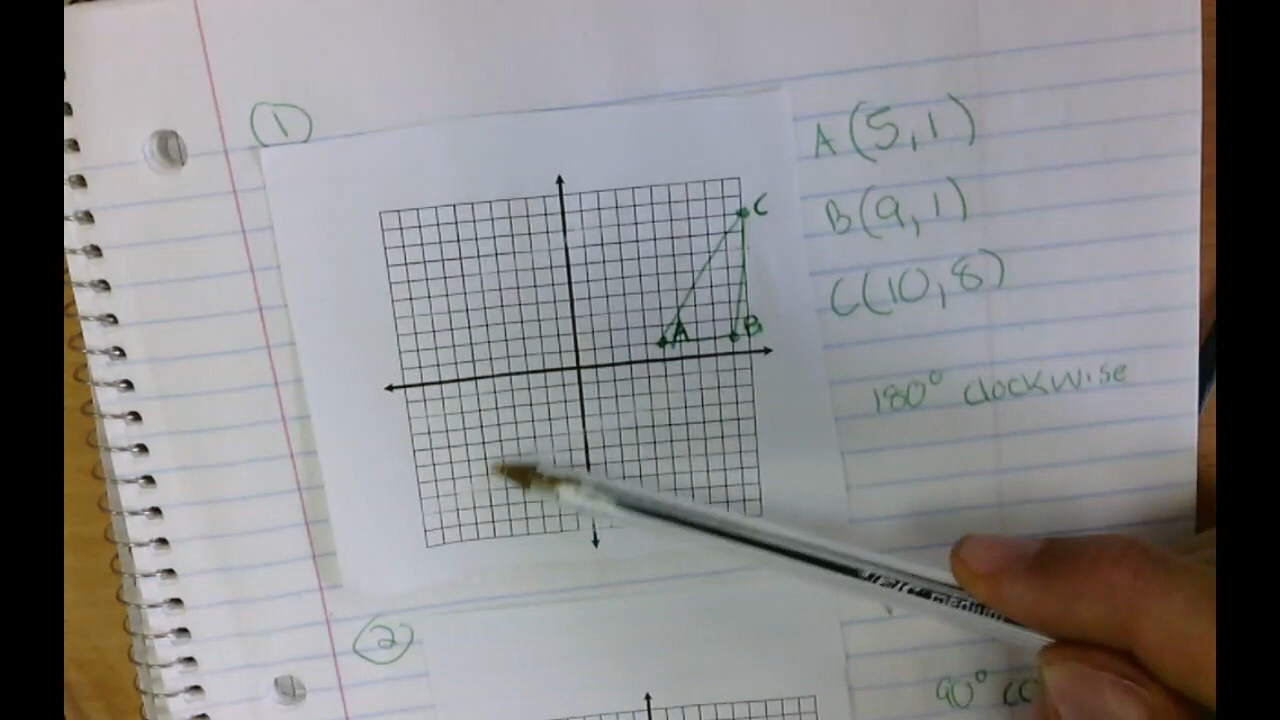 1
A (5,1)
B(9,1)
C(10,8)
C
A
B
180° clockwise
2
90°